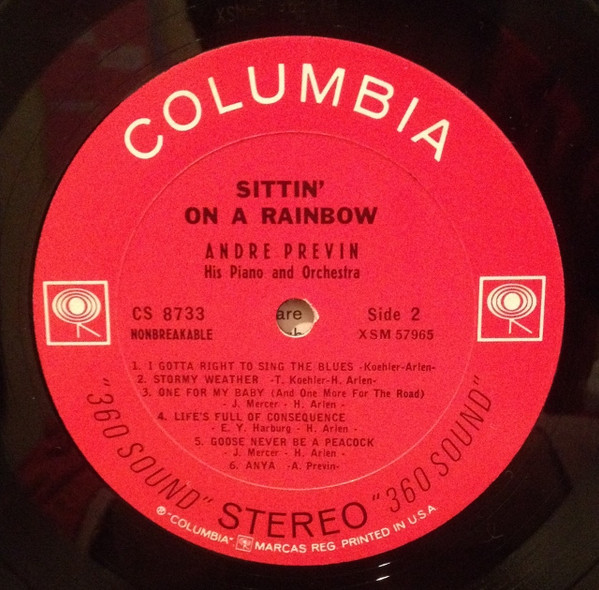 COLUMBIA
SITTIN'
ON A RAINBOW
ANDRE PREVIN
His Piano and Orchestra
CS 8733
NONBREAKABLE
are
Side 2
XSM 57965
1. I GOTTA RIGHT TO SING THE BLUES -Koehler-Arlen-
2. STORMY WEATHER -T. Koehler-H. Arlen-
3. ONE FOR MY BABY (And One More For The Road)
- J. Mercer - H. Arlen -
4. LIFE'S FULL OF CONSEQUENCE
- E. Y. Harburg - H. Arlen -
5. GOOSE NEVER BE A PEACOCK
- J. Mercer - H. Arlen -
6. ANYA -A. Previn-
"360 SOUND" STEREO "360 SOUND"
℗ "COLUMBIA" MARCAS REG. PRINTED IN U.S.A.